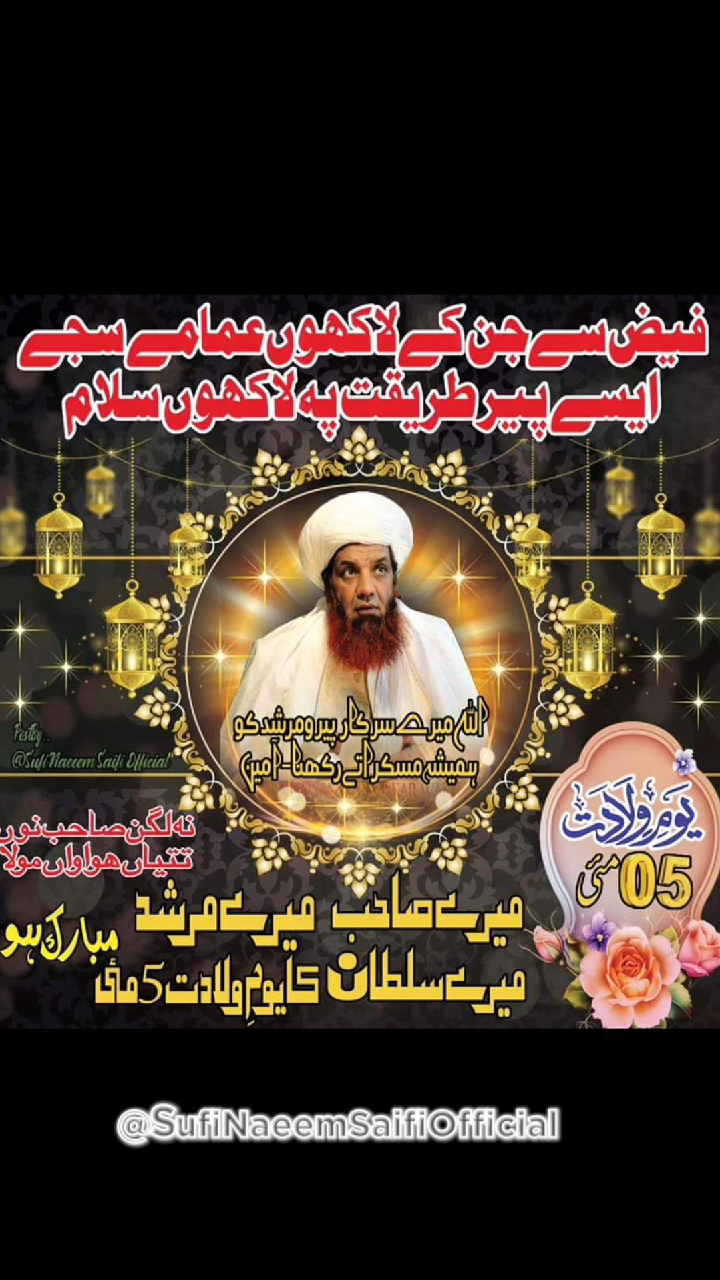 فیض سے جن کے لاکھوں عمامے سجے
ایسے پیر طریقت پہ لاکھوں سلام
اللہ میرے سرکار پیر و مرشد کو
ہمیشہ مسکراتے رکھنا - آمین
Postby..
@Sufi Naeem Saifi Official
یومِ ولادت
05 مئی
نہ لگن صاحب نوں
تتیاں ھواواں مولا
میرے صاحب میرے مرشد
میرے سلطان کا یومِ ولادت 5 مئی
مبارک ہو
@SufiNaeemSaifiOfficial